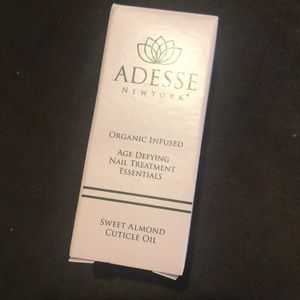 ADESSE
NEW YORK®
ORGANIC INFUSED
AGE DEFYING
NAIL TREATMENT
ESSENTIALS
SWEET ALMOND
CUTICLE OIL